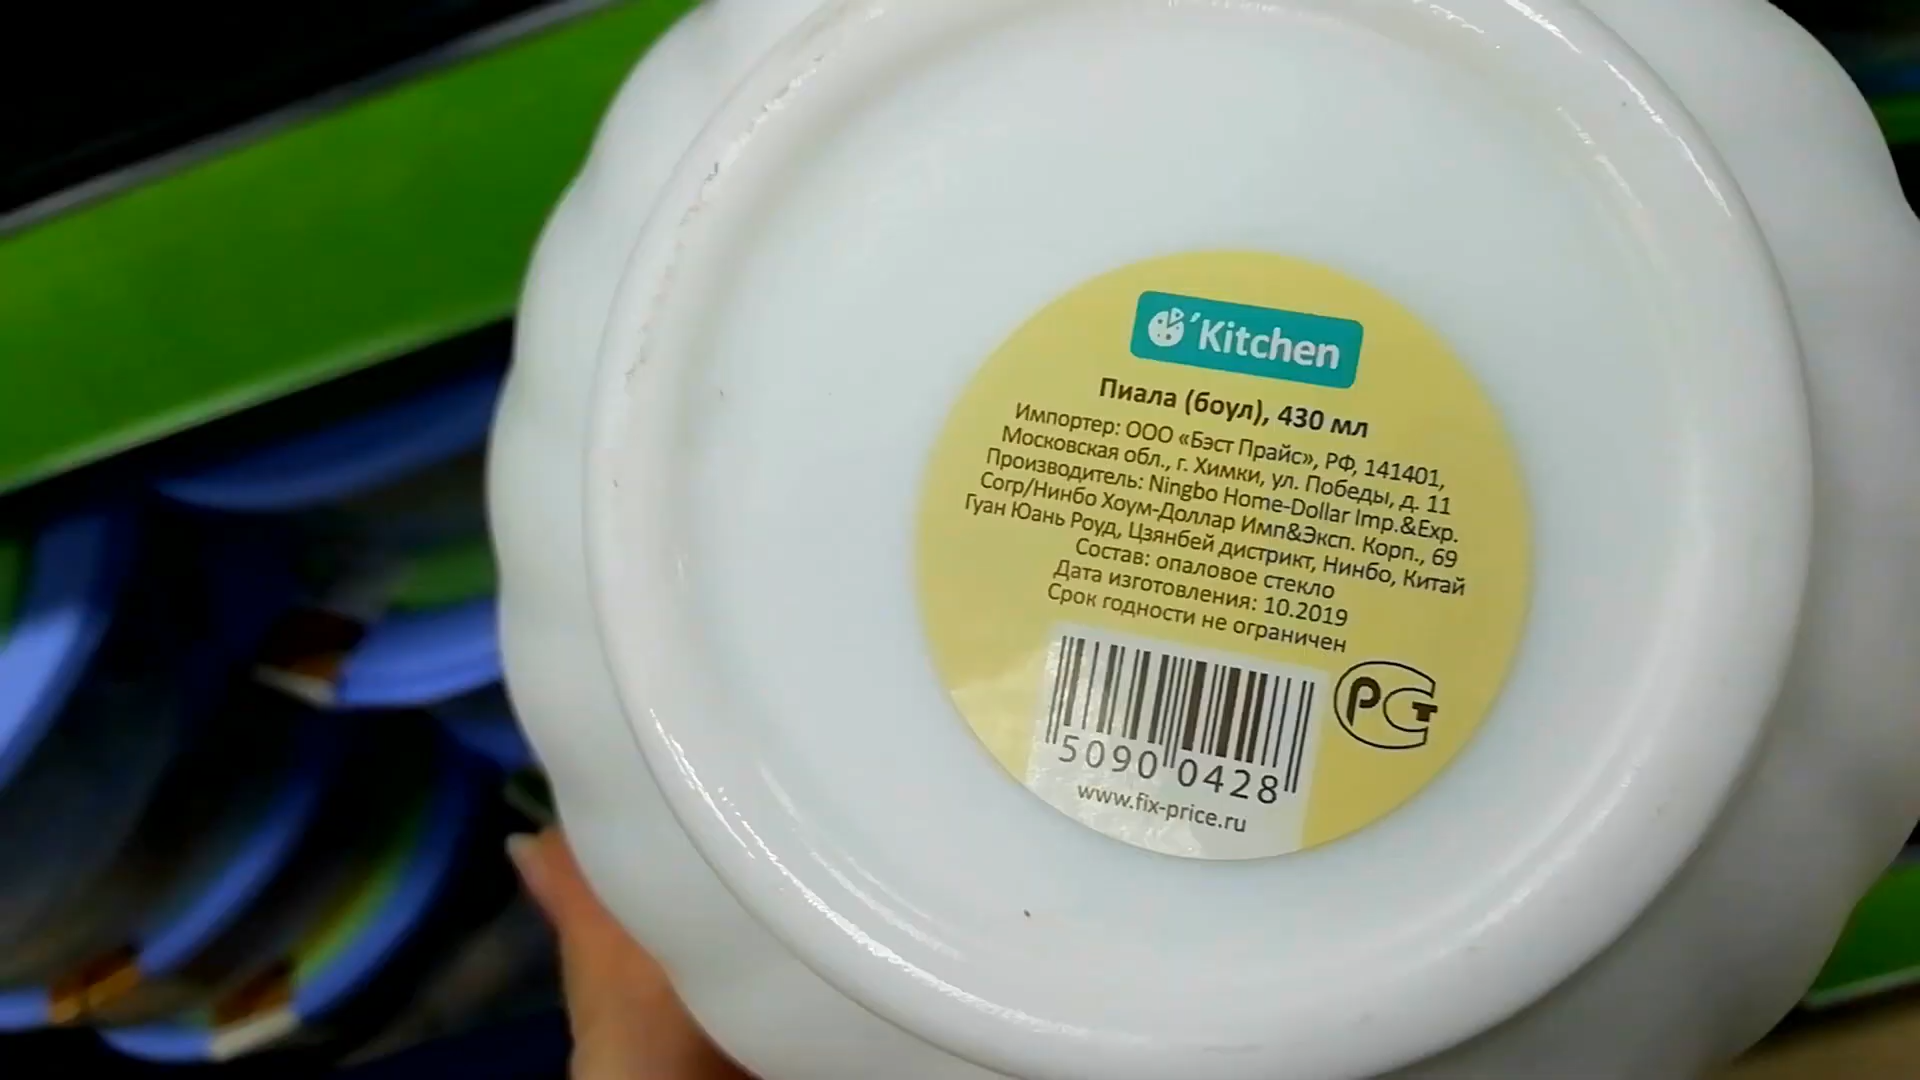 'Kitchen
Пиала (боул), 430 мл
Импортер: ООО «Бэст Прайс», РФ, 141401,
Московская обл., г. Химки, ул. Победы, д. 11
Производитель: Ningbo Home-Dollar Imp.&Exp.
Corp/Нинбо Хоум-Доллар Имп&Эксп. Корп., 69
Гуан Юань Роуд, Цзянбей дистрикт, Нинбо, Китай
Состав: опаловое стекло
Дата изготовления: 10.2019
Срок годности не ограничен
РСТ
5090 0428
www.fix-price.ru